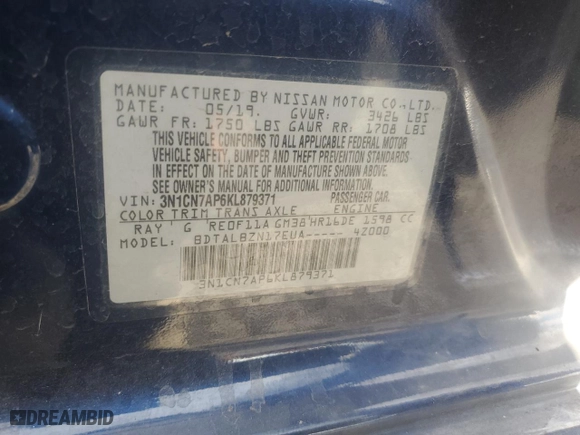 MANUFACTURED BY NISSAN MOTOR CO.,LTD.
DATE: 05/19. GVWR: 3426 LBS
GAWR FR: 1750 LBS GAWR RR: 1708 LBS
THIS VEHICLE CONFORMS TO ALL APPLICABLE FEDERAL MOTOR
VEHICLE SAFETY, BUMPER AND THEFT PREVENTION STANDARDS
IN EFFECT ON THE DATE OF MANUFACTURE SHOWN ABOVE.
SEE OWNER'S MANUAL FOR ADDITIONAL INFORMATION
VIN: 3N1CN7AP6KL879371 PASSENGER CAR.
COLOR TRIM TRANS AXLE ENGINE
RAY G RE0F11A GM38 HR16DE 1598 CC
MODEL: BDTALBZN17EUA----- 4Z000
3N1CN7AP6KL879371
DREAMBID